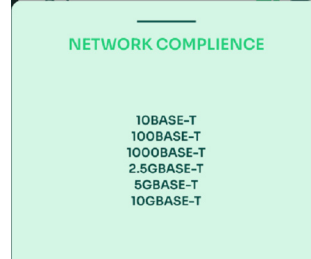 NETWORK COMPLIENCE
10BASE-T
100BASE-T
1000BASE-T
2.5GBASE-T
5GBASE-T
10GBASE-T